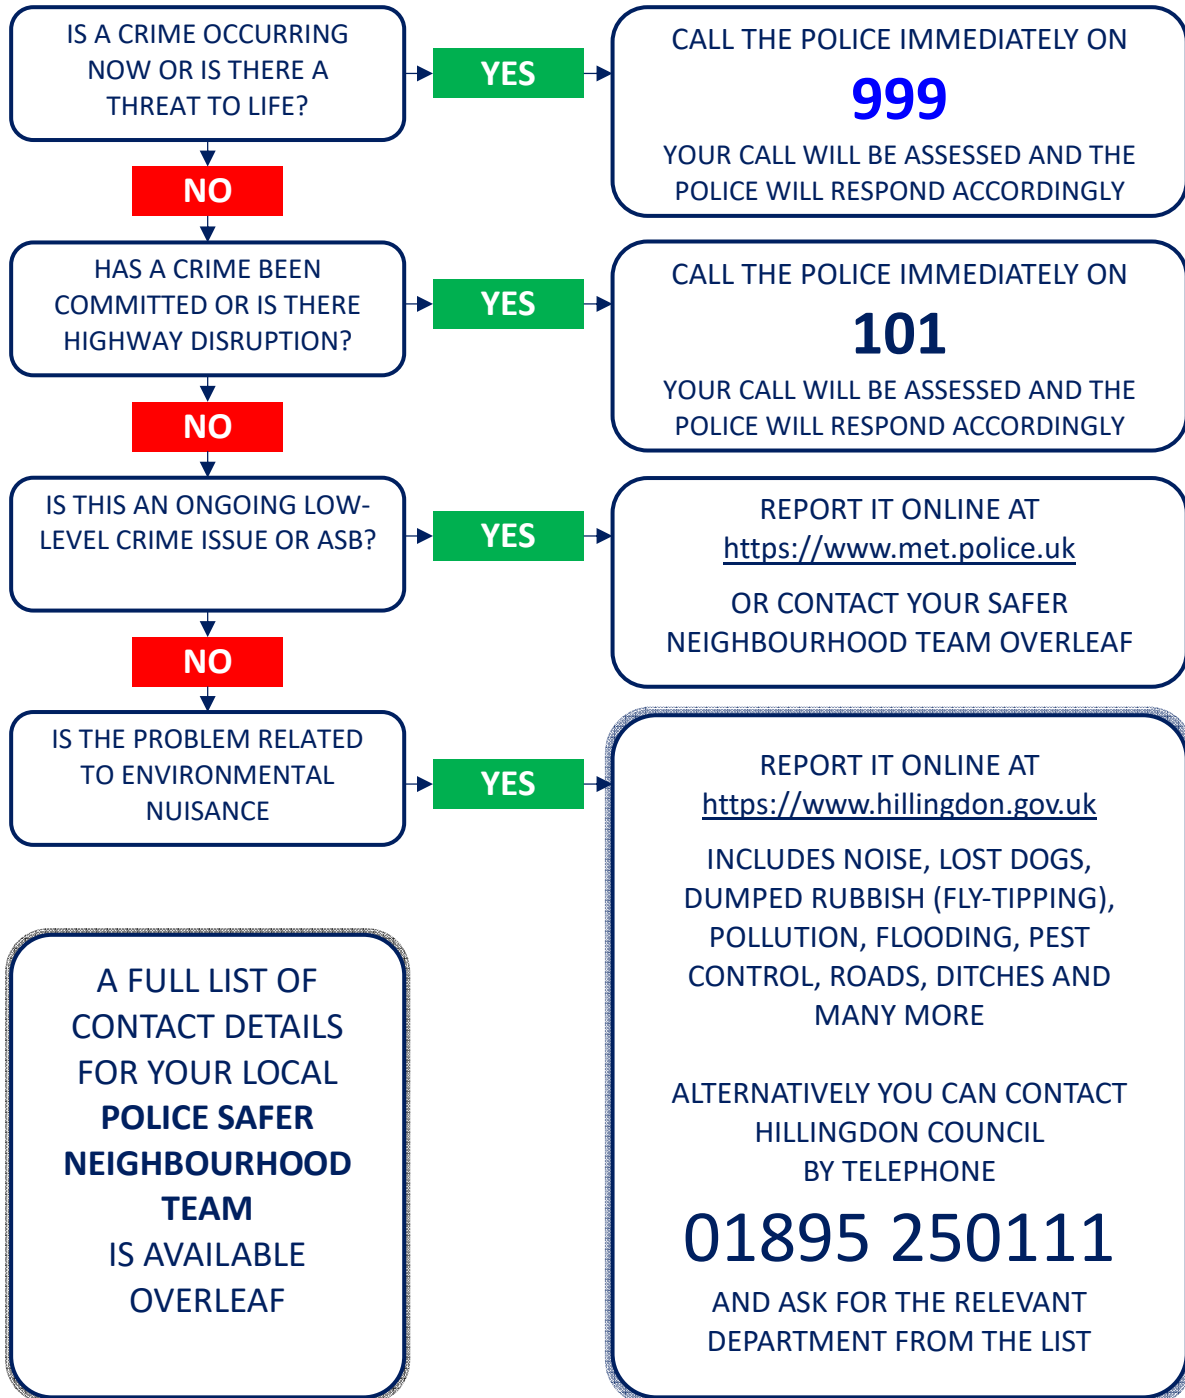 IS A CRIME OCCURRING
NOW OR IS THERE A
THREAT TO LIFE?
YES
CALL THE POLICE IMMEDIATELY ON
999
YOUR CALL WILL BE ASSESSED AND THE
POLICE WILL RESPOND ACCORDINGLY
NO
HAS A CRIME BEEN
COMMITTED OR IS THERE
HIGHWAY DISRUPTION?
YES
CALL THE POLICE IMMEDIATELY ON
101
YOUR CALL WILL BE ASSESSED AND THE
POLICE WILL RESPOND ACCORDINGLY
NO
IS THIS AN ONGOING LOW-
LEVEL CRIME ISSUE OR ASB?
YES
REPORT IT ONLINE AT
https://www.met.police.uk
OR CONTACT YOUR SAFER
NEIGHBOURHOOD TEAM OVERLEAF
NO
IS THE PROBLEM RELATED
TO ENVIRONMENTAL
NUISANCE
YES
REPORT IT ONLINE AT
https://www.hillingdon.gov.uk
INCLUDES NOISE, LOST DOGS,
DUMPED RUBBISH (FLY-TIPPING),
POLLUTION, FLOODING, PEST
CONTROL, ROADS, DITCHES AND
MANY MORE
ALTERNATIVELY YOU CAN CONTACT
HILLINGDON COUNCIL
BY TELEPHONE
01895 250111
AND ASK FOR THE RELEVANT
DEPARTMENT FROM THE LIST
A FULL LIST OF
CONTACT DETAILS
FOR YOUR LOCAL
POLICE SAFER
NEIGHBOURHOOD
TEAM
IS AVAILABLE
OVERLEAF